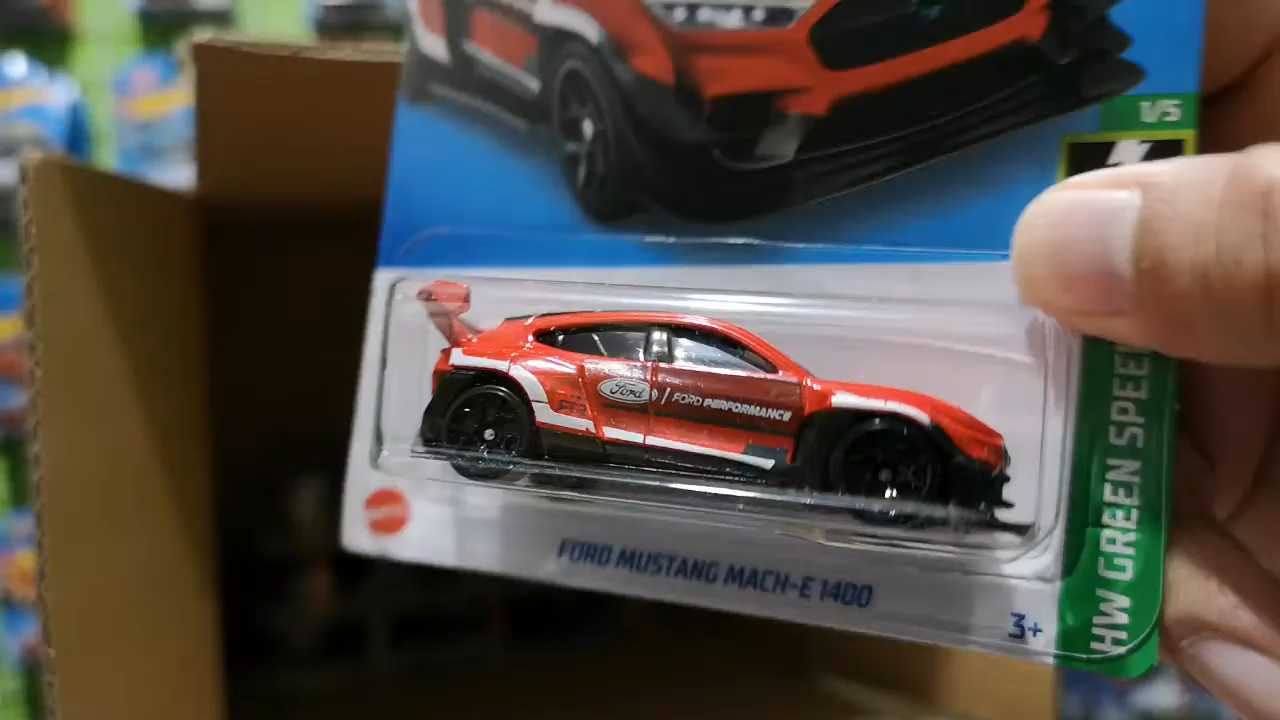 1/5
Ford
/ FORD PERFORMANCE
FORD MUSTANG MACH-E 1400
3+
HW GREEN SPEE